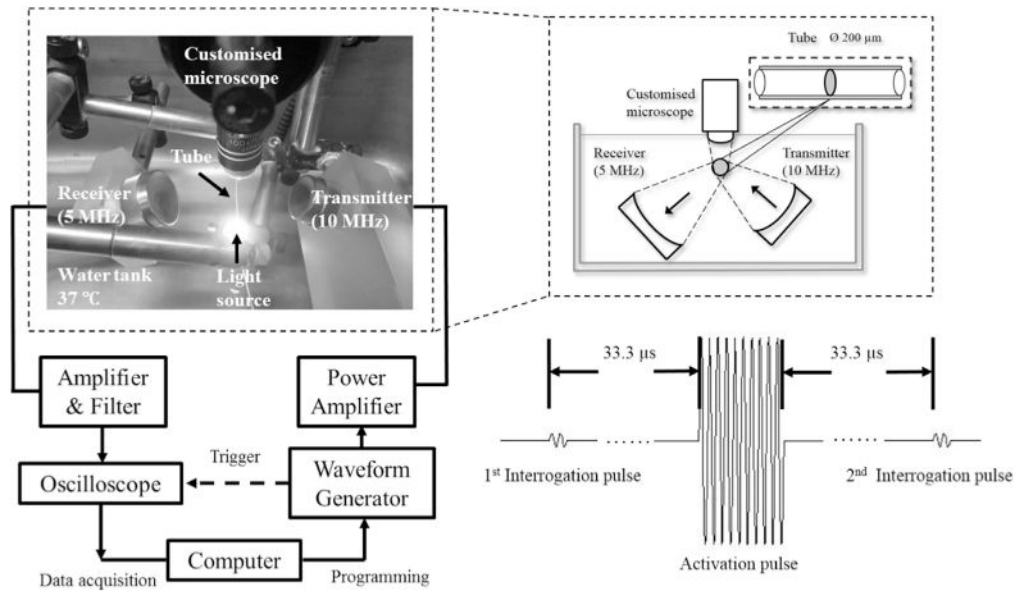 Customised
microscope
Tube
Receiver
(5 MHz)
Transmitter
(10 MHz)
Water tank
37 ℃
Light
source
Tube Ø 200 µm
Customised
microscope
Receiver
(5 MHz)
Transmitter
(10 MHz)
Amplifier
& Filter
Power
Amplifier
Oscilloscope
Trigger
Waveform
Generator
Computer
Data acquisition
Programming
33.3 µs
33.3 µs
1st Interrogation pulse
2nd Interrogation pulse
Activation pulse